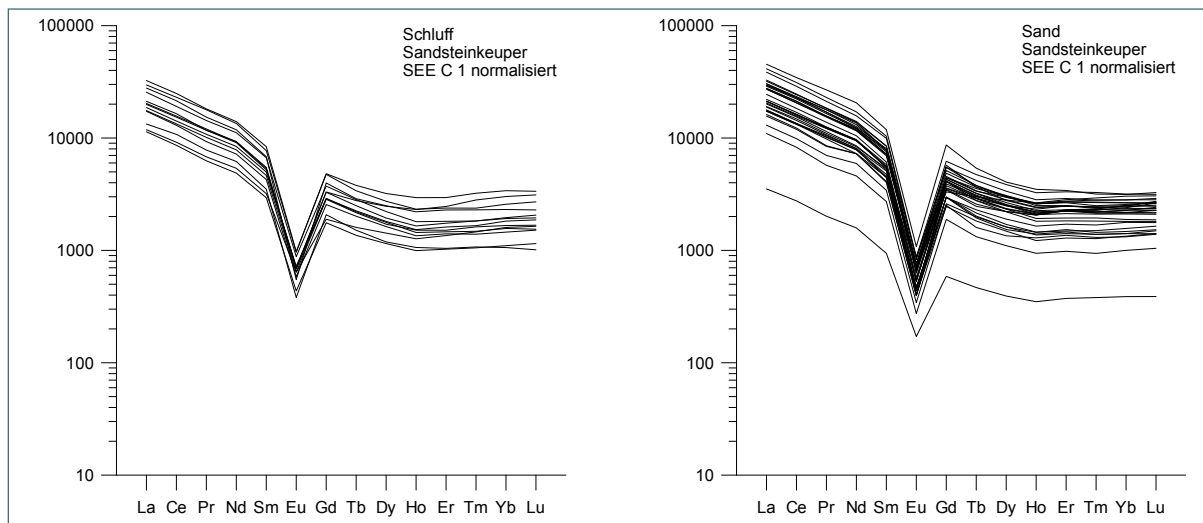 100000
10000
1000
100
10
Schluff
Sandsteinkeuper
SEE C 1 normalisiert
La Ce Pr Nd Sm Eu Gd Tb Dy Ho Er Tm Yb Lu
100000
10000
1000
100
10
Sand
Sandsteinkeuper
SEE C 1 normalisiert
La Ce Pr Nd Sm Eu Gd Tb Dy Ho Er Tm Yb Lu